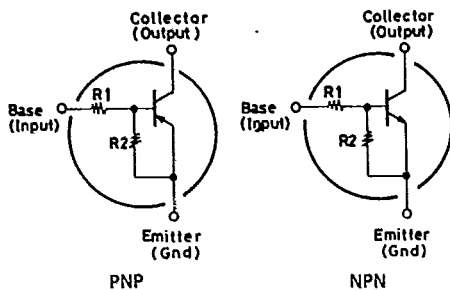 Collector
(Output)
R1
Base
(Input)
R2
Emitter
(Gnd)
PNP
Collector
(Output)
R1
Base
(Input)
R2
Emitter
(Gnd)
NPN